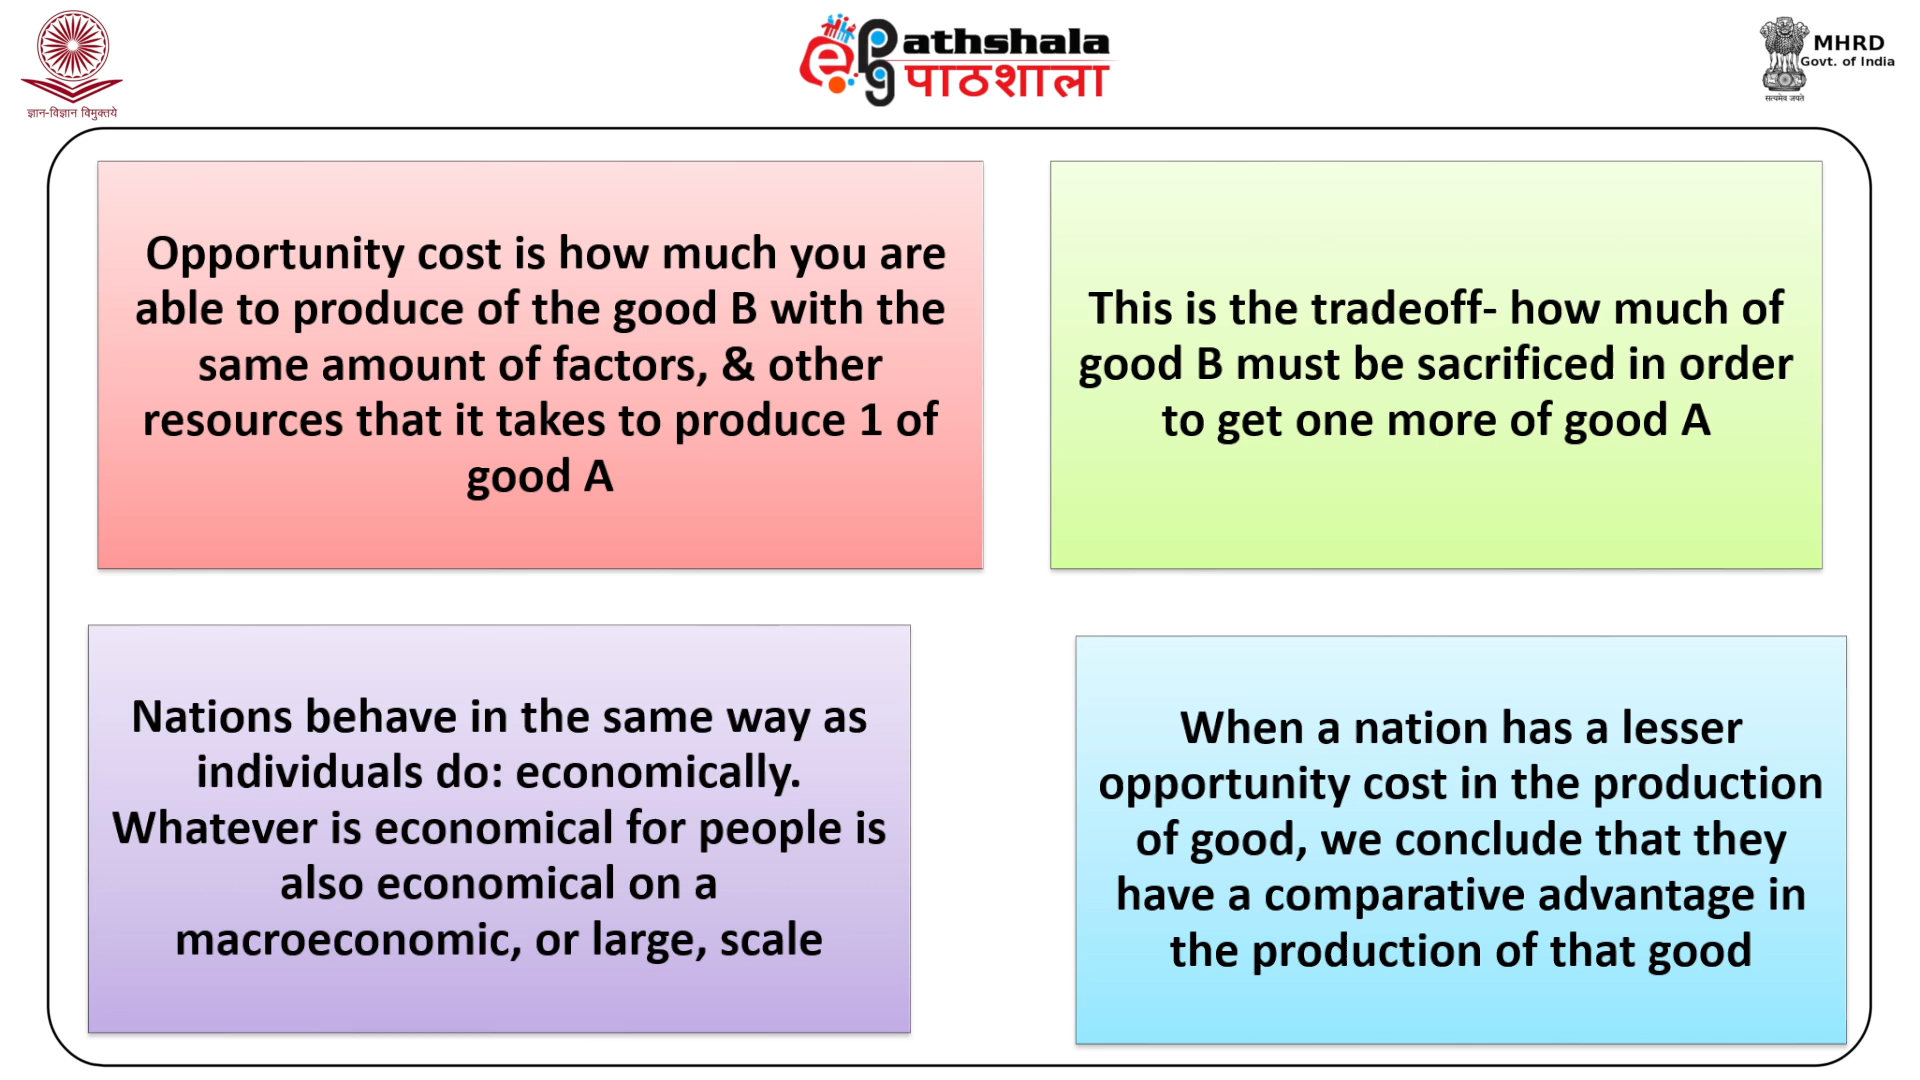 ज्ञान-विज्ञान विमुक्तये
ePG athshala
पाठशाला
MHRD
Govt. of India
सत्यमेव जयते
Opportunity cost is how much you are
able to produce of the good B with the
same amount of factors, & other
resources that it takes to produce 1 of
good A
This is the tradeoff- how much of
good B must be sacrificed in order
to get one more of good A
Nations behave in the same way as
individuals do: economically.
Whatever is economical for people is
also economical on a
macroeconomic, or large, scale
When a nation has a lesser
opportunity cost in the production
of good, we conclude that they
have a comparative advantage in
the production of that good